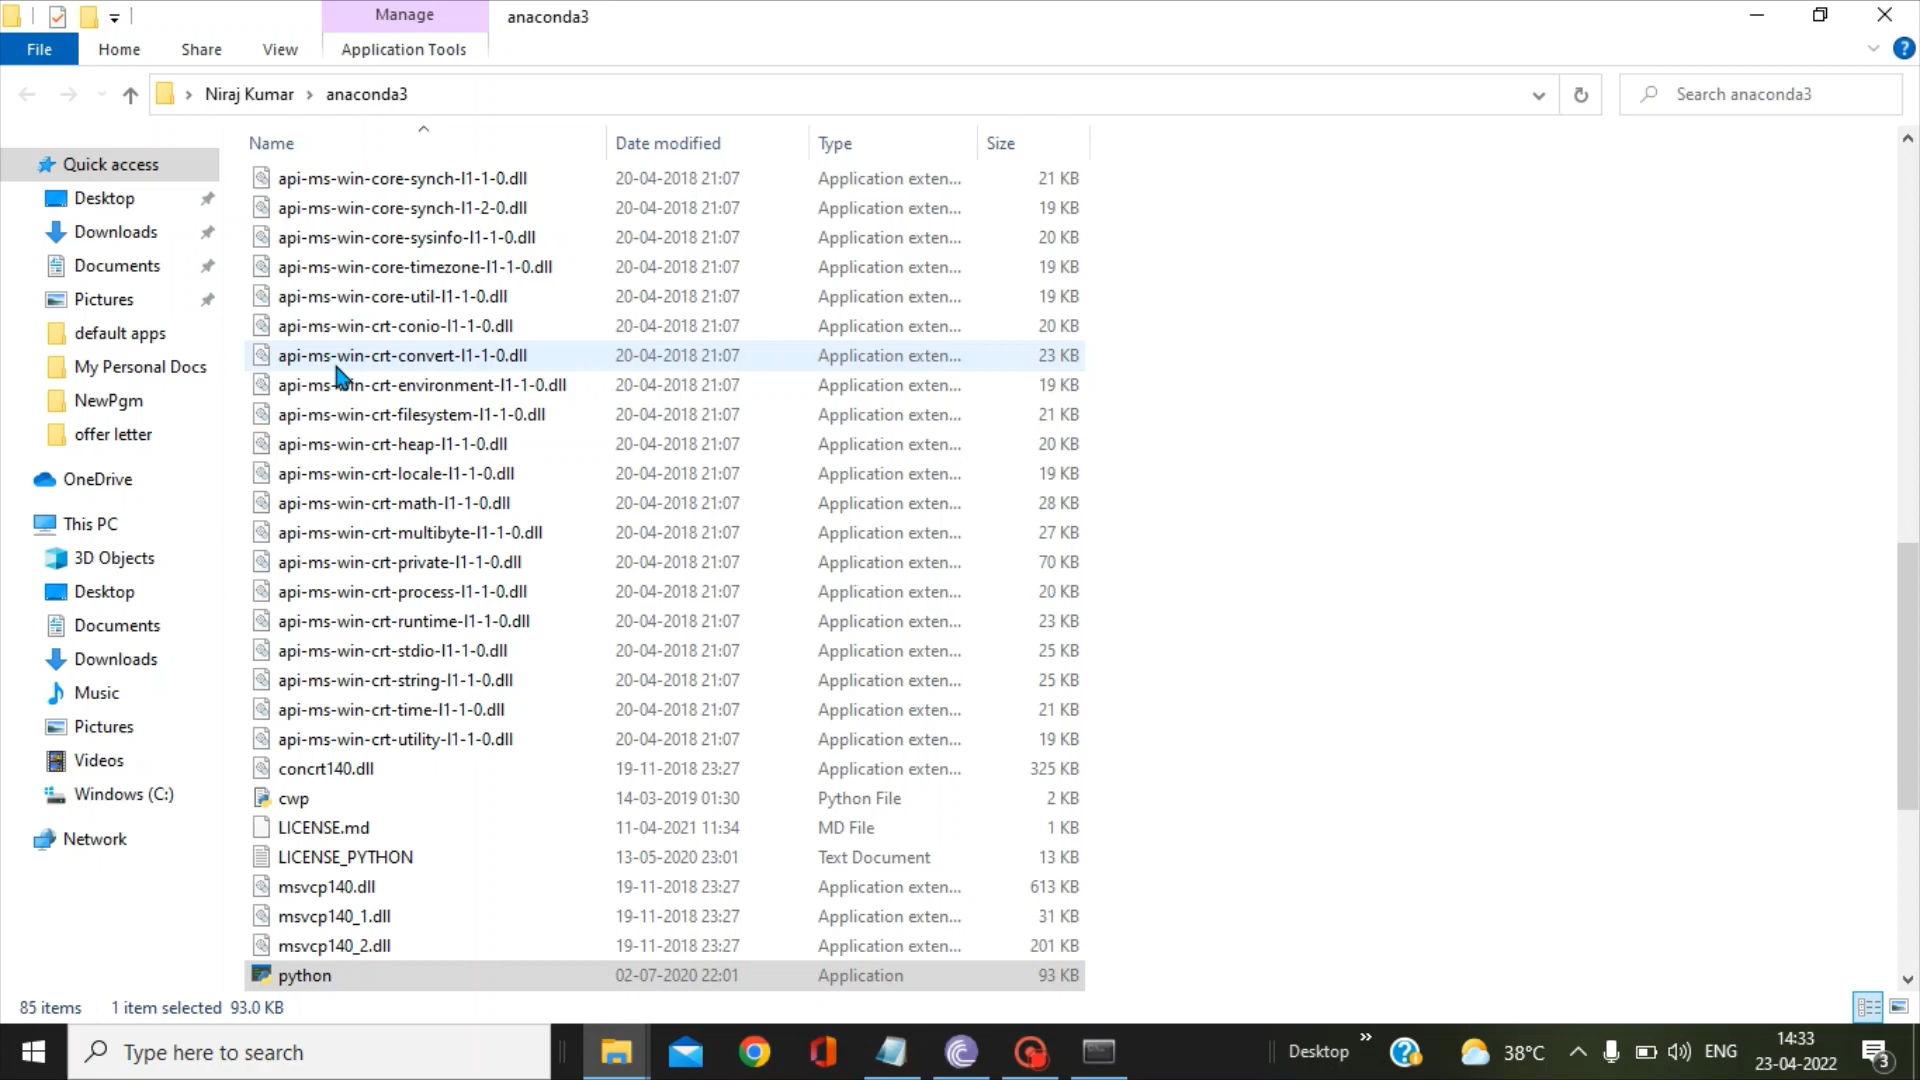 Manage
anaconda3
File
Home
Share
View
Application Tools
?
Niraj Kumar
anaconda3
Search anaconda3
Name
Date modified
Type
Size
Quick access
Desktop
Downloads
Documents
Pictures
default apps
My Personal Docs
NewPgm
offer letter
OneDrive
This PC
3D Objects
Desktop
Documents
Downloads
Music
Pictures
Videos
Windows (C:)
Network
api-ms-win-core-synch-l1-1-0.dll 20-04-2018 21:07 Application exten... 21 KB
api-ms-win-core-synch-l1-2-0.dll 20-04-2018 21:07 Application exten... 19 KB
api-ms-win-core-sysinfo-l1-1-0.dll 20-04-2018 21:07 Application exten... 20 KB
api-ms-win-core-timezone-l1-1-0.dll 20-04-2018 21:07 Application exten... 19 KB
api-ms-win-core-util-l1-1-0.dll 20-04-2018 21:07 Application exten... 19 KB
api-ms-win-crt-conio-l1-1-0.dll 20-04-2018 21:07 Application exten... 20 KB
api-ms-win-crt-convert-l1-1-0.dll 20-04-2018 21:07 Application exten... 23 KB
api-ms-win-crt-environment-l1-1-0.dll 20-04-2018 21:07 Application exten... 19 KB
api-ms-win-crt-filesystem-l1-1-0.dll 20-04-2018 21:07 Application exten... 21 KB
api-ms-win-crt-heap-l1-1-0.dll 20-04-2018 21:07 Application exten... 20 KB
api-ms-win-crt-locale-l1-1-0.dll 20-04-2018 21:07 Application exten... 19 KB
api-ms-win-crt-math-l1-1-0.dll 20-04-2018 21:07 Application exten... 28 KB
api-ms-win-crt-multibyte-l1-1-0.dll 20-04-2018 21:07 Application exten... 27 KB
api-ms-win-crt-private-l1-1-0.dll 20-04-2018 21:07 Application exten... 70 KB
api-ms-win-crt-process-l1-1-0.dll 20-04-2018 21:07 Application exten... 20 KB
api-ms-win-crt-runtime-l1-1-0.dll 20-04-2018 21:07 Application exten... 23 KB
api-ms-win-crt-stdio-l1-1-0.dll 20-04-2018 21:07 Application exten... 25 KB
api-ms-win-crt-string-l1-1-0.dll 20-04-2018 21:07 Application exten... 25 KB
api-ms-win-crt-time-l1-1-0.dll 20-04-2018 21:07 Application exten... 21 KB
api-ms-win-crt-utility-l1-1-0.dll 20-04-2018 21:07 Application exten... 19 KB
concrt140.dll 19-11-2018 23:27 Application exten... 325 KB
cwp 14-03-2019 01:30 Python File 2 KB
LICENSE.md 11-04-2021 11:34 MD File 1 KB
LICENSE_PYTHON 13-05-2020 23:01 Text Document 13 KB
msvcp140.dll 19-11-2018 23:27 Application exten... 613 KB
msvcp140_1.dll 19-11-2018 23:27 Application exten... 31 KB
msvcp140_2.dll 19-11-2018 23:27 Application exten... 201 KB
python 02-07-2020 22:01 Application 93 KB
85 items 1 item selected 93.0 KB
Type here to search
Desktop
38°C
ENG
14:33
23-04-2022
3